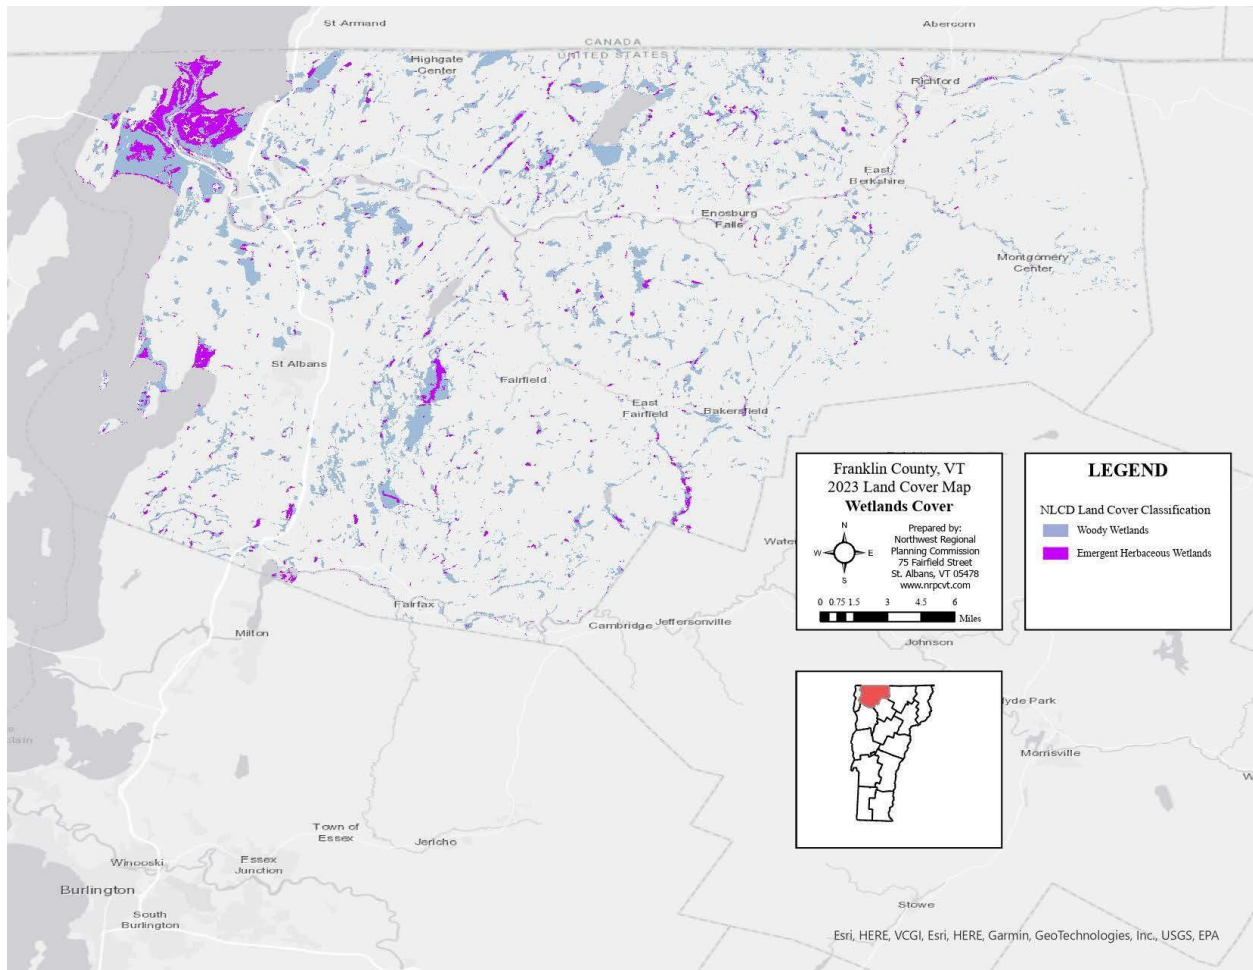 St Armand
Abercorn
CANADA
UNITED STATES
Highgate
Center
Richford
East
Berkshire
Enosburg
Falls
Montgomery
Center
St Albans
Fairfield
East
Fairfield
Bakersfield
Fairfax
Milton
Cambridge
Jeffersonville
Johnson
Hyde Park
Morrisville
Town of
Essex
Jericho
Essex
Junction
Winooski
Burlington
South
Burlington
Stowe
Franklin County, VT
2023 Land Cover Map
Wetlands Cover
N
W
E
S
Prepared by:
Northwest Regional
Planning Commission
75 Fairfield Street
St. Albans, VT 05478
www.nrpcvt.com
0 0.75 1.5 3 4.5 6
Miles
LEGEND
NLCD Land Cover Classification
Woody Wetlands
Emergent Herbaceous Wetlands
Esri, HERE, VCGI, Esri, HERE, Garmin, GeoTechnologies, Inc., USGS, EPA